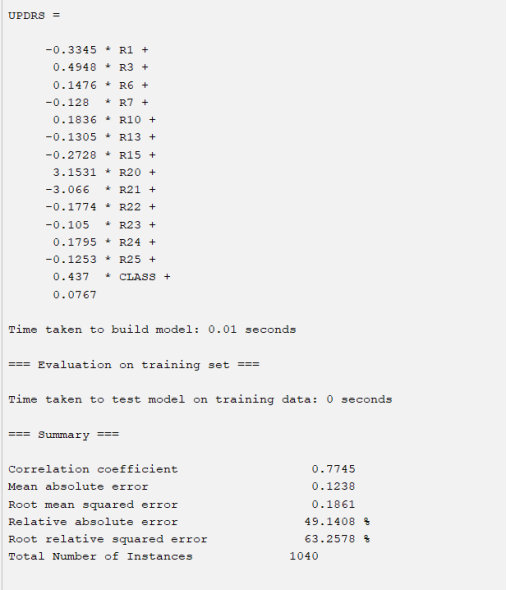 UPDRS =
-0.3345 * R1 +
0.4948 * R3 +
0.1476 * R6 +
-0.128 * R7 +
0.1836 * R10 +
-0.1305 * R13 +
-0.2728 * R15 +
3.1531 * R20 +
-3.066 * R21 +
-0.1774 * R22 +
-0.105 * R23 +
0.1795 * R24 +
-0.1253 * R25 +
0.437 * CLASS +
0.0767
Time taken to build model: 0.01 seconds
=== Evaluation on training set ===
Time taken to test model on training data: 0 seconds
=== Summary ===
Correlation coefficient 0.7745
Mean absolute error 0.1238
Root mean squared error 0.1861
Relative absolute error 49.1408 %
Root relative squared error 63.2578 %
Total Number of Instances 1040